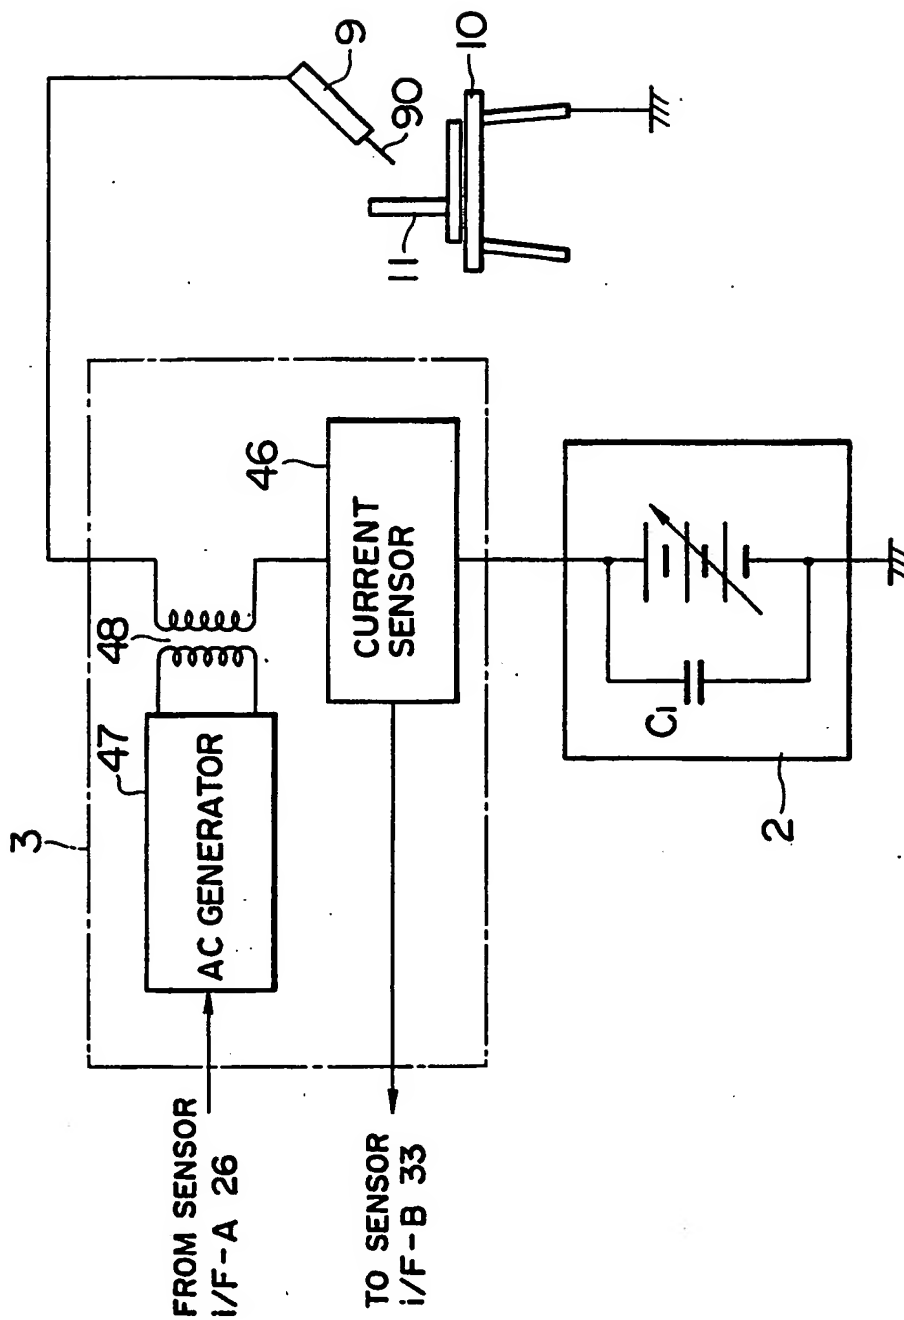 3
47
AC GENERATOR
48
46
CURRENT
SENSOR
FROM SENSOR
i/F-A 26
TO SENSOR
i/F-B 33
9
90
11
10
C1
2